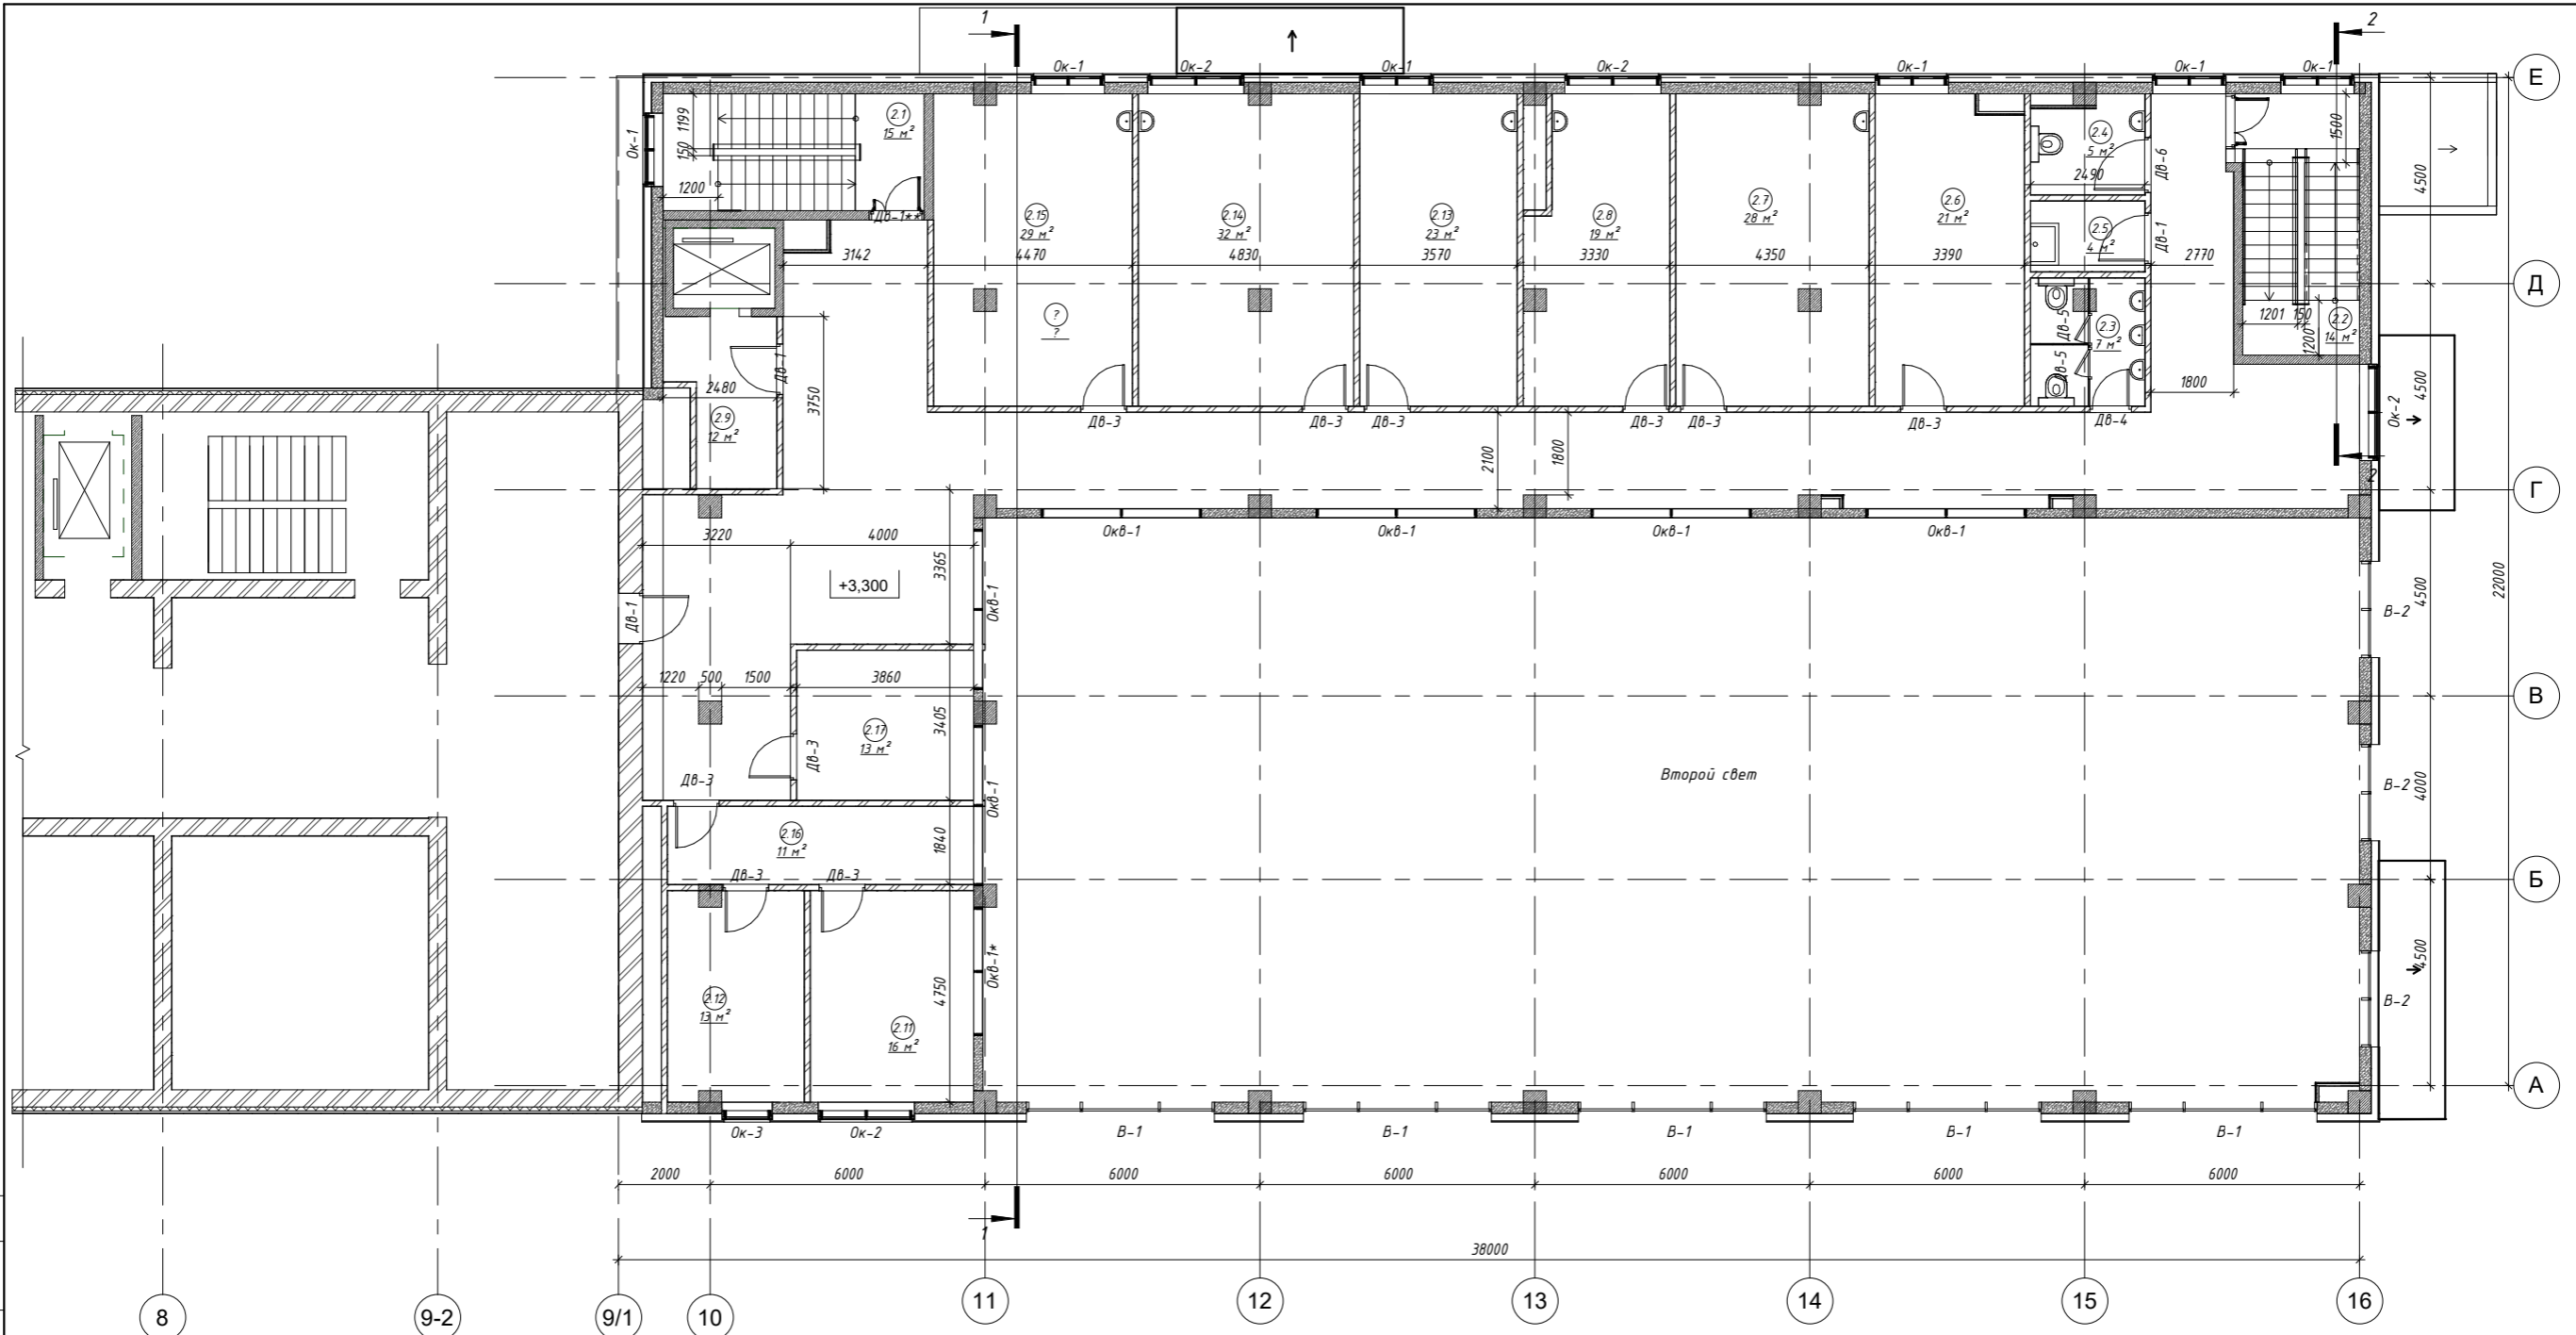 1
2
Ок-1
Ок-2
Ок-1
Ок-2
Ок-1
Ок-1
Ок-1
Е
Ок-1
1199
150
1200
2.1
15 м²
Дв-1**
2.15
29 м²
2.14
32 м²
2.13
23 м²
2.8
19 м²
2.7
28 м²
2.6
21 м²
2.4
5 м²
2490
Дв-6
2.5
4 м²
Дв-1
1500
4500
3142
4470
4830
3570
3330
4350
3390
2770
Д
?
?
Дв-5
Дв-5
2.3
7 м²
1201
150
2.2
14 м²
1200
2480
Дв-1
3750
2.9
12 м²
1800
4500
Ок-2
Дв-3
Дв-3
Дв-3
Дв-3
Дв-3
Дв-3
Дв-4
2100
1800
2
Г
3220
4000
3365
Окв-1
Окв-1
Окв-1
Окв-1
+3,300
Дв-1
Окв-1
В-2
4500
22000
1220
500
1500
3860
В
2.17
13 м²
3405
Дв-3
Дв-3
Окв-1
Второй свет
В-2
4000
2.16
11 м²
1840
Дв-3
Дв-3
Б
2.12
13 м²
2.11
16 м²
4750
Окв-1*
4500
В-2
А
Ок-3
Ок-2
В-1
В-1
В-1
В-1
В-1
2000
6000
6000
6000
6000
6000
6000
1
38000
8
9-2
9/1
10
11
12
13
14
15
16